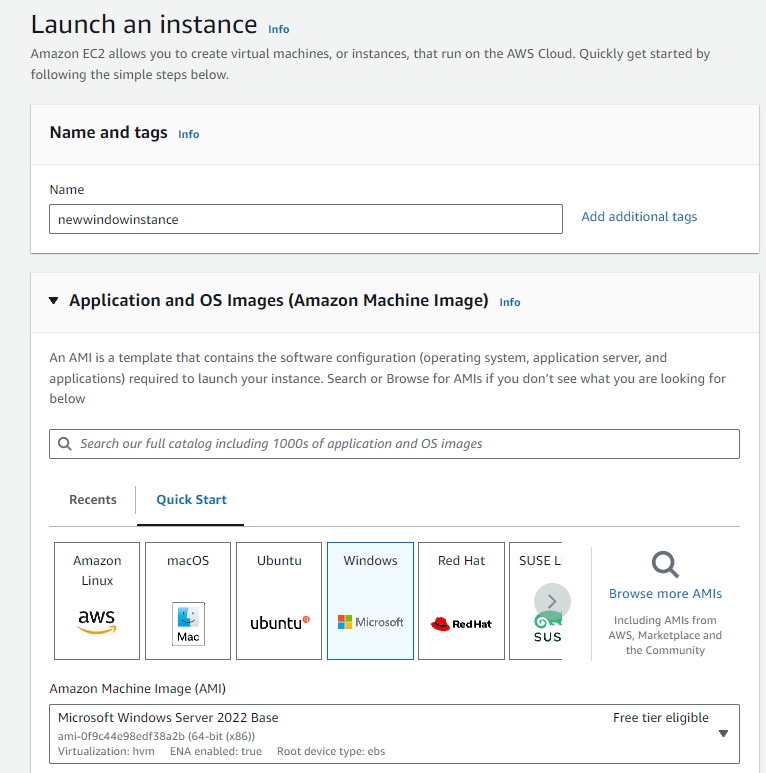 Launch an instance Info
Amazon EC2 allows you to create virtual machines, or instances, that run on the AWS Cloud. Quickly get started by
following the simple steps below.
Name and tags Info
Name
newwindowinstance
Add additional tags
Application and OS Images (Amazon Machine Image) Info
An AMI is a template that contains the software configuration (operating system, application server, and
applications) required to launch your instance. Search or Browse for AMIs if you don’t see what you are looking for
below
Search our full catalog including 1000s of application and OS images
Recents
Quick Start
Amazon
Linux
aws
macOS
Mac
Ubuntu
ubuntu
Windows
Microsoft
Red Hat
Red Hat
SUSE Li
SUS
Browse more AMIs
Including AMIs from
AWS, Marketplace and
the Community
Amazon Machine Image (AMI)
Microsoft Windows Server 2022 Base
Free tier eligible
ami-0f9c44e98edf38a2b (64-bit (x86))
Virtualization: hvm ENA enabled: true Root device type: ebs